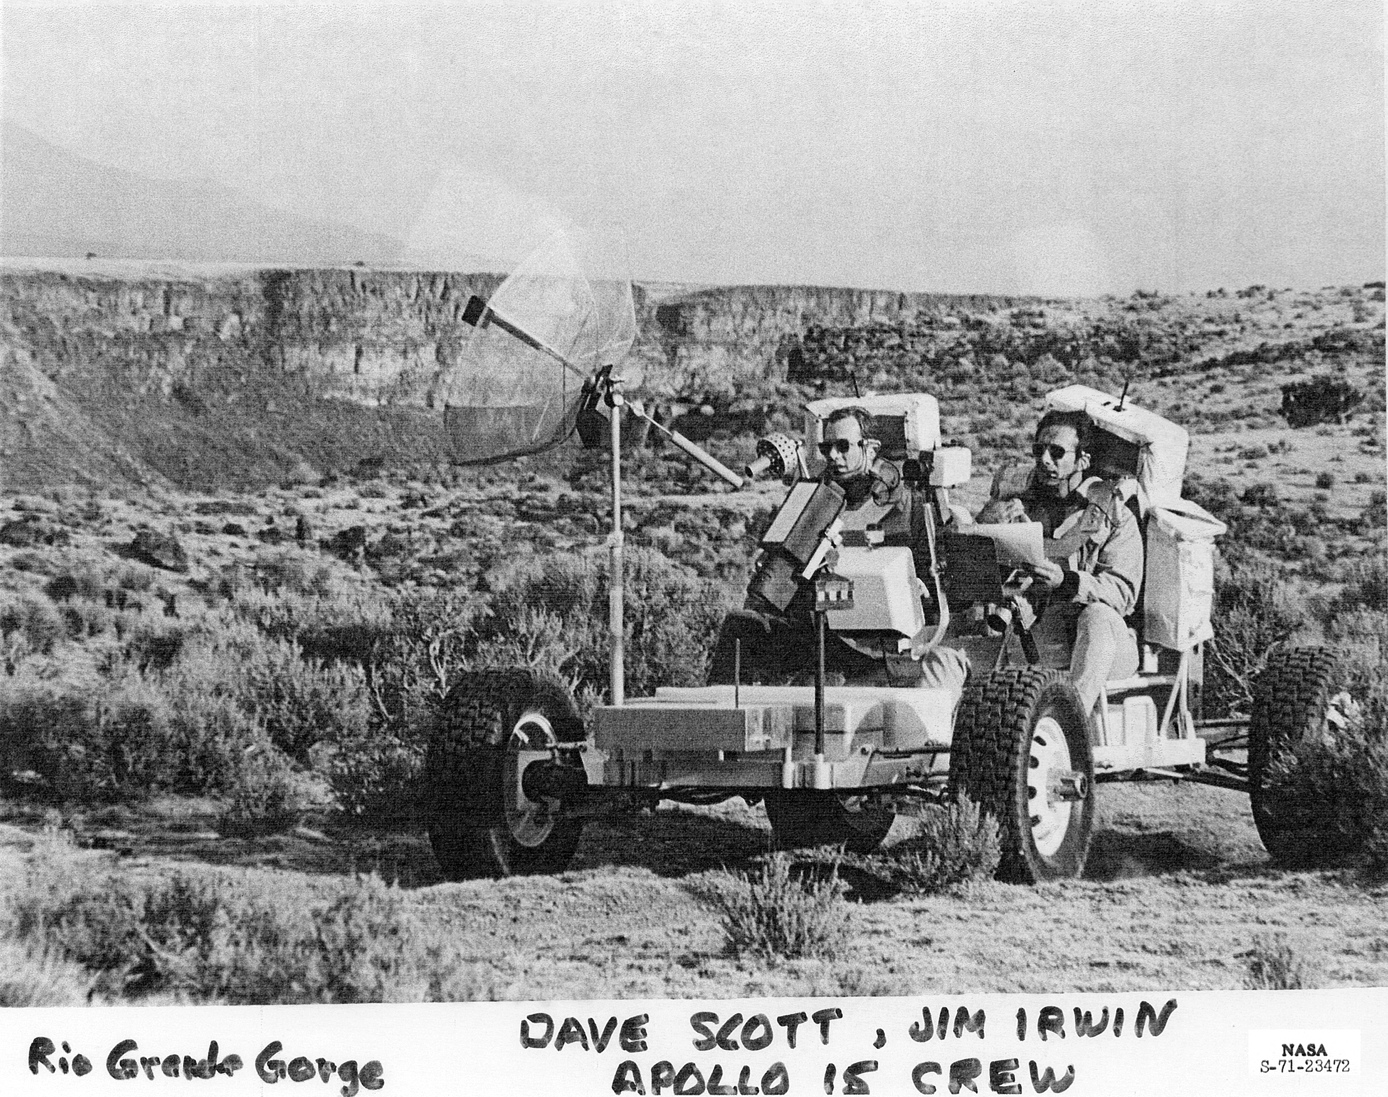 Rio Grande Gorge
DAVE SCOTT, JIM IRWIN
APOLLO 15 CREW
NASA
S-71-23472